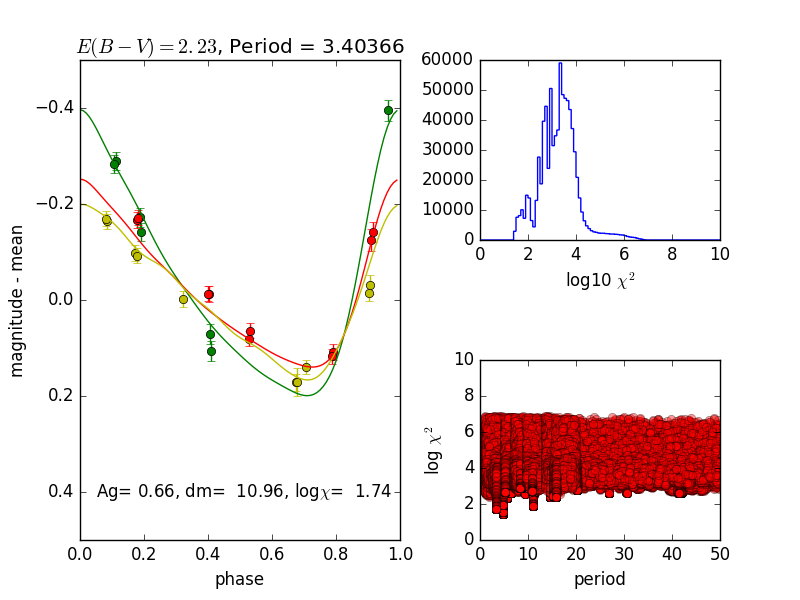 E(B−V)=2.23, Period = 3.40366
magnitude - mean
−0.4
−0.2
0.0
0.2
0.4
Ag= 0.66, dm= 10.96, logχ= 1.74
0.0 0.2 0.4 0.6 0.8 1.0
phase
60000
50000
40000
30000
20000
10000
0
0 2 4 6 8 10
log10 χ²
log χ²
10
8
6
4
2
0
0 10 20 30 40 50
period